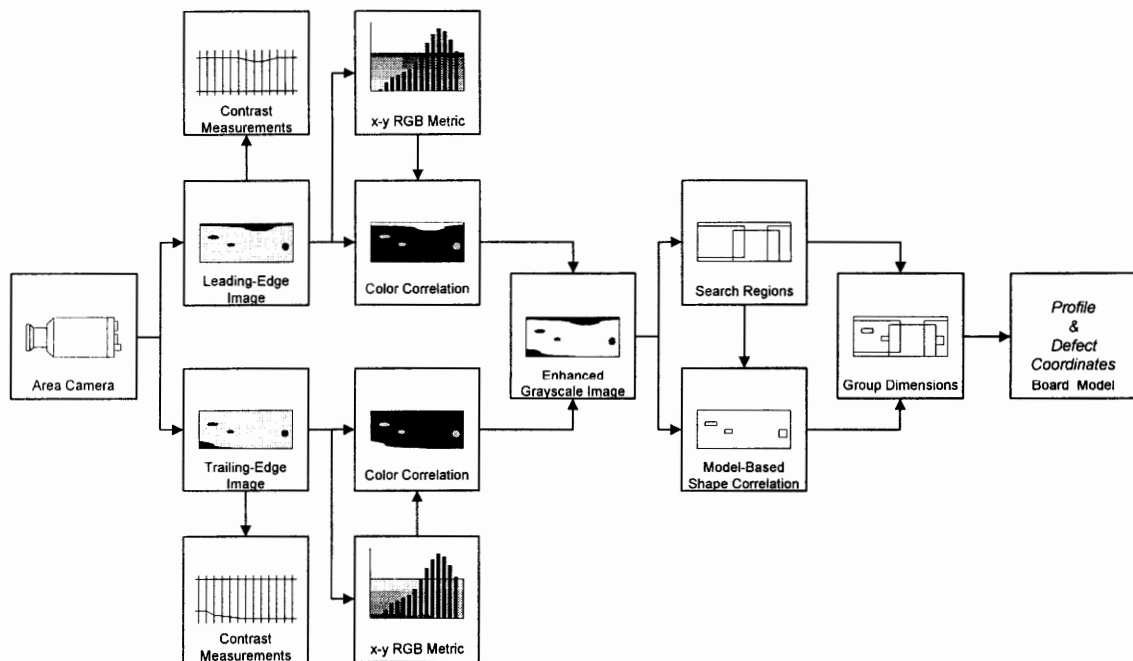 Contrast
Measurements
x-y RGB Metric
Leading-Edge
Image
Color Correlation
Area Camera
Enhanced
Grayscale Image
Search Regions
Group Dimensions
Profile
&
Defect
Coordinates
Board Model
Trailing-Edge
Image
Color Correlation
Model-Based
Shape Correlation
Contrast
Measurements
x-y RGB Metric